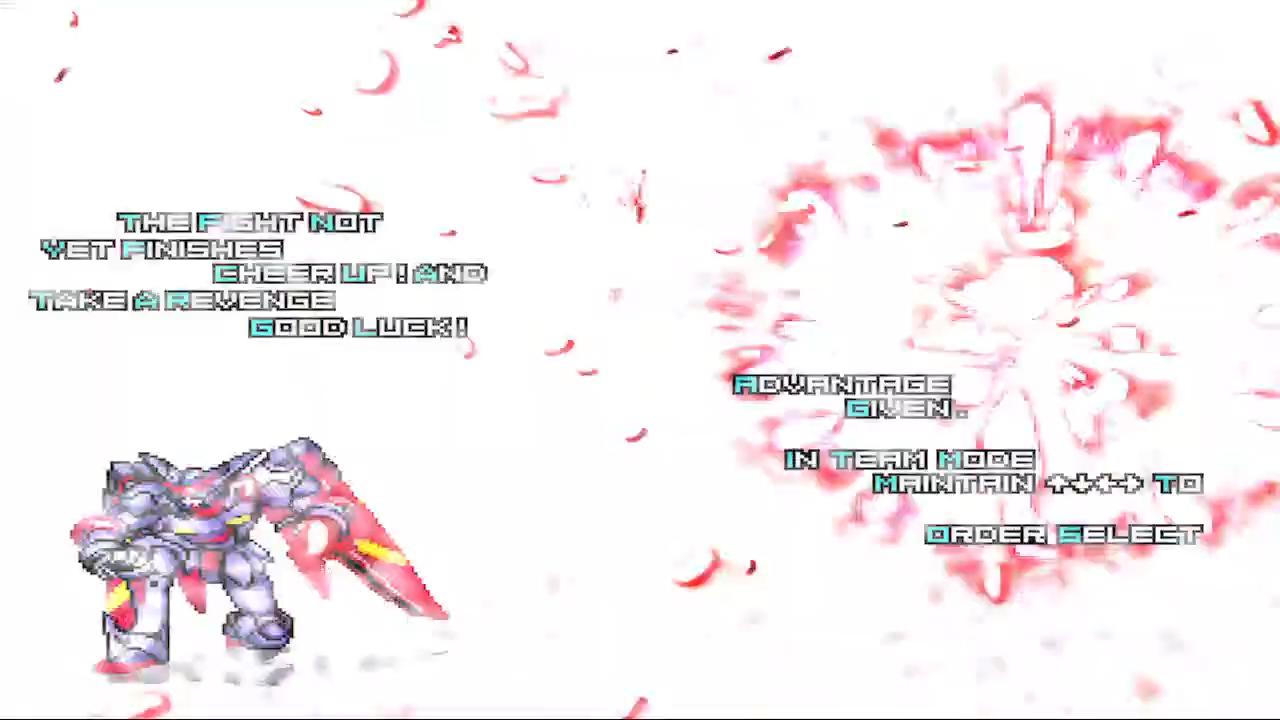 THE FIGHT NOT
YET FINISHES
CHEER UP! AND
TAKE A REVENGE
GOOD LUCK!
ADVANTAGE
GIVEN.
IN TEAM MODE
MAINTAIN ↑↓←→ TO
ORDER SELECT